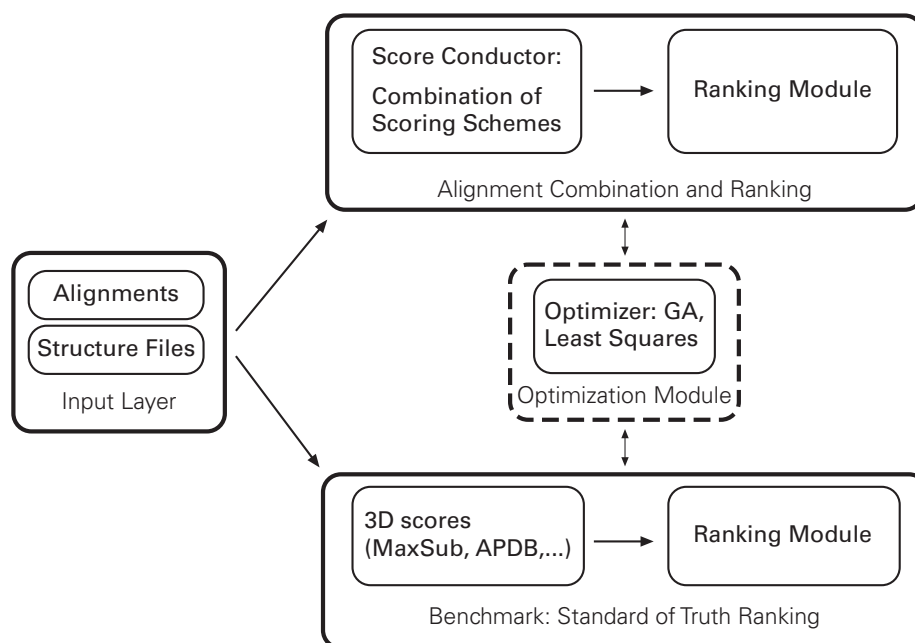 Score Conductor:
Combination of
Scoring Schemes
Ranking Module
Alignment Combination and Ranking
Alignments
Structure Files
Input Layer
Optimizer: GA,
Least Squares
Optimization Module
3D scores
(MaxSub, APDB,...)
Ranking Module
Benchmark: Standard of Truth Ranking